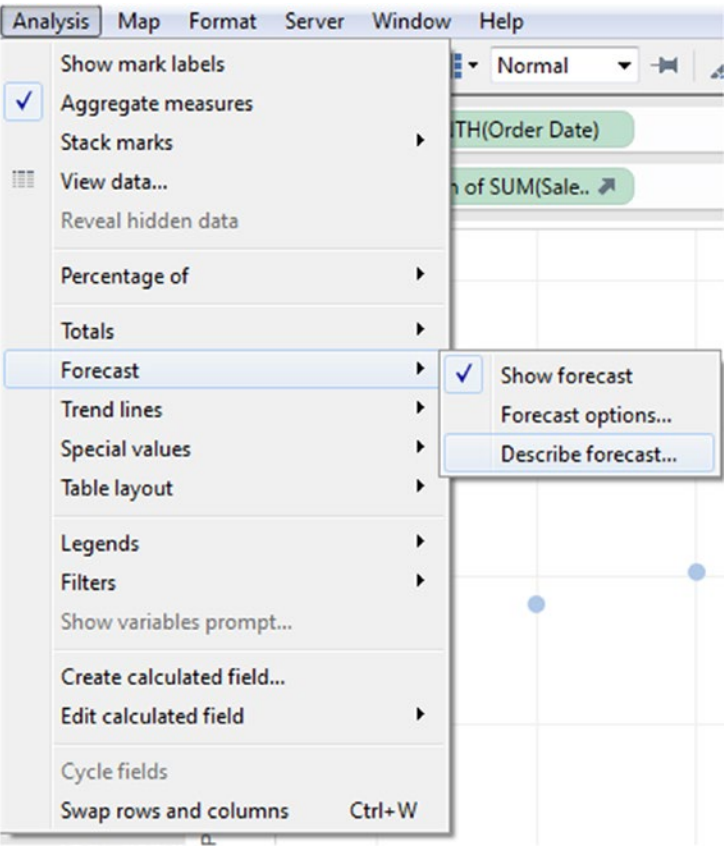 Analysis Map Format Server Window Help
Show mark labels
Normal
Aggregate measures
NTH(Order Date)
Stack marks
View data...
n of SUM(Sale..
Reveal hidden data
Percentage of
Totals
Forecast
Show forecast
Trend lines
Forecast options...
Special values
Describe forecast...
Table layout
Legends
Filters
Show variables prompt...
Create calculated field...
Edit calculated field
Cycle fields
Swap rows and columns Ctrl+W
P